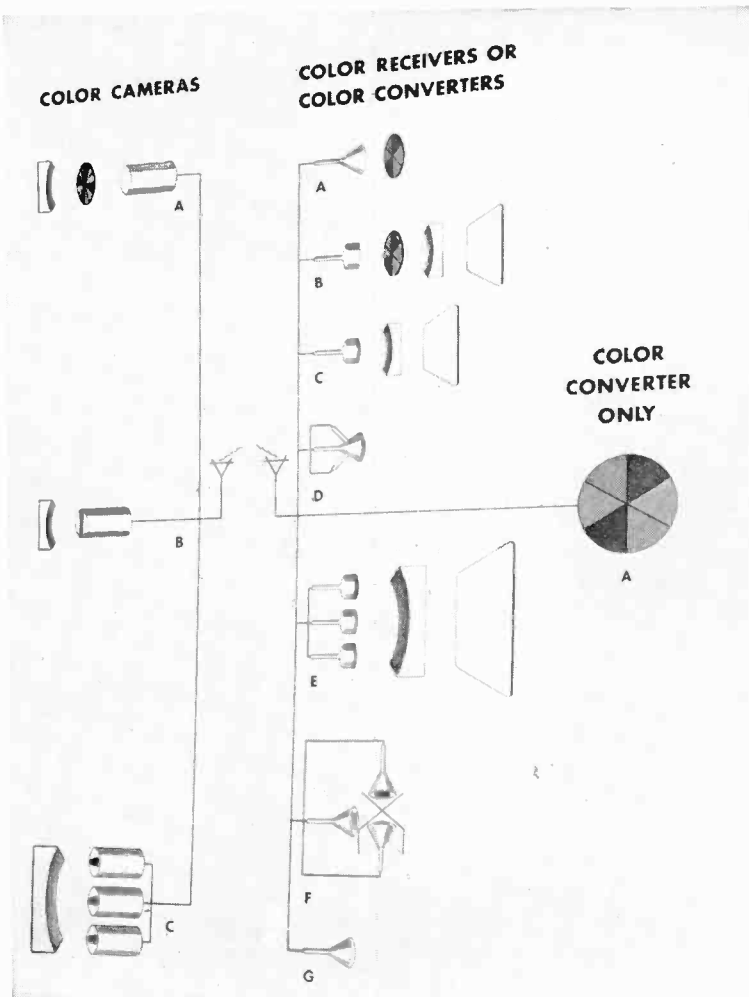 COLOR CAMERAS
COLOR RECEIVERS OR
COLOR CONVERTERS
A
B
C
A
B
C
D
E
F
G
COLOR
CONVERTER
ONLY
A